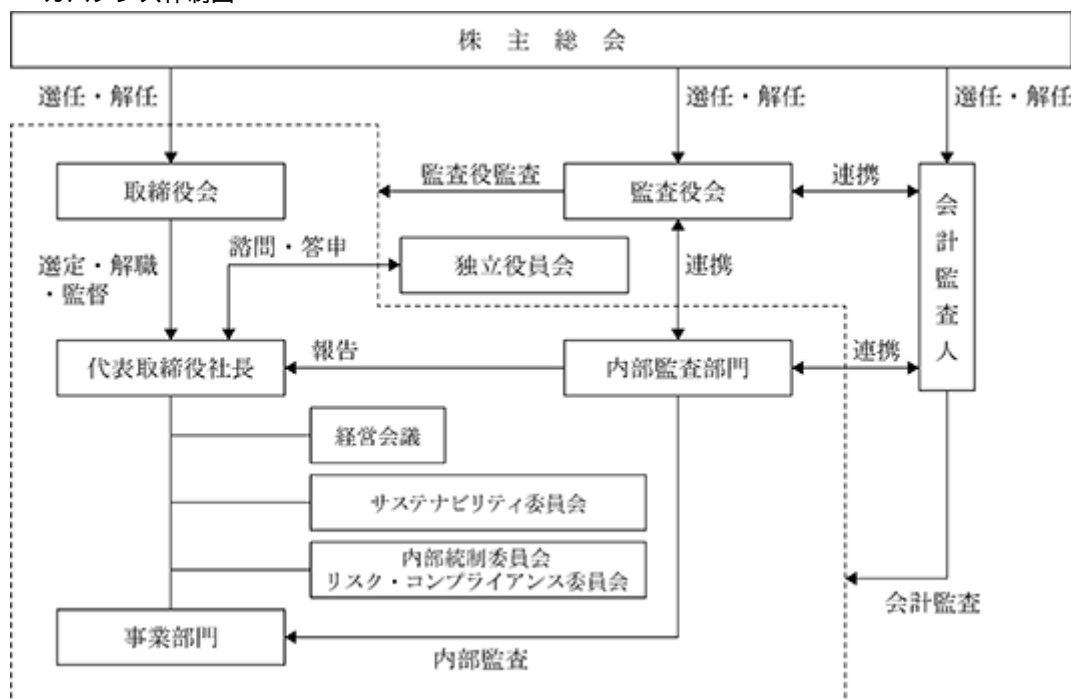 株主総会
選任・解任
選任・解任
選任・解任
取締役会
監査役監査
監査役会
連携
会計監査人
諮問・答申
独立役員会
選定・解職
・監督
連携
代表取締役社長
報告
内部監査部門
連携
経営会議
サステナビリティ委員会
内部統制委員会
リスク・コンプライアンス委員会
会計監査
事業部門
内部監査